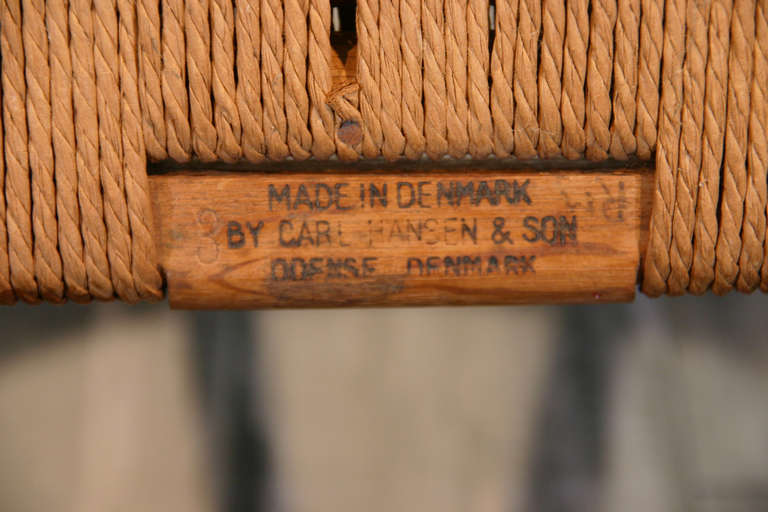 MADE IN DENMARK
BY CARL HANSEN & SON
ODENSE DENMARK